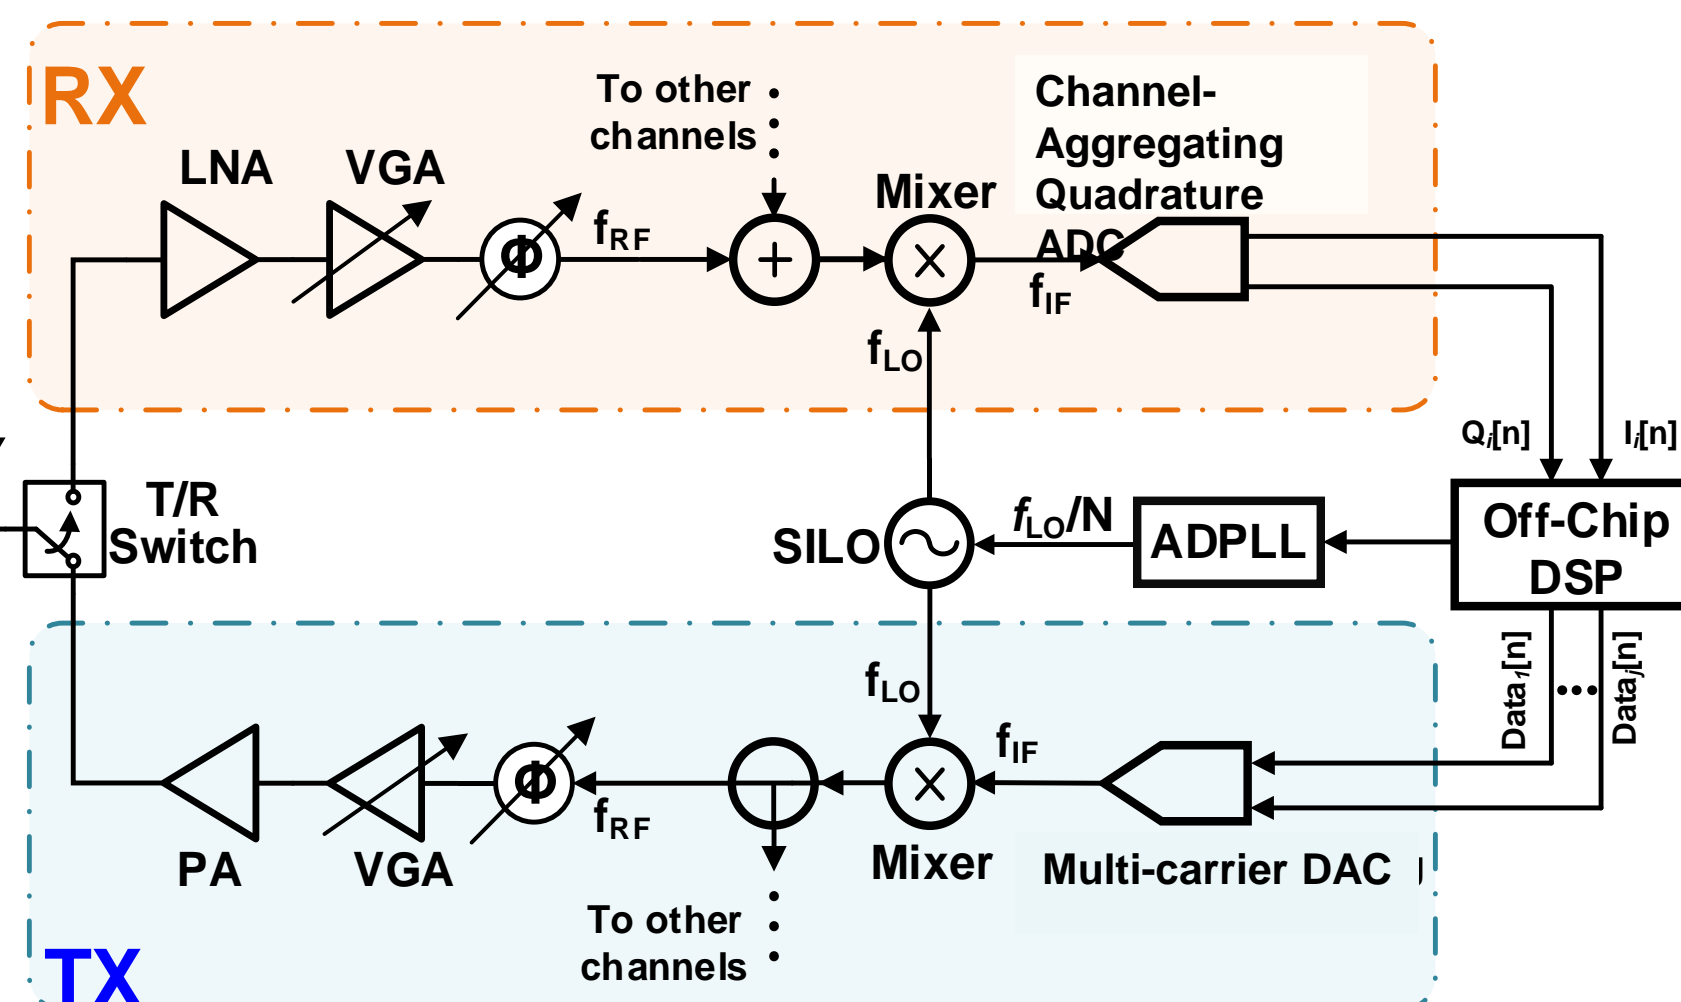 RX
To other
channels
Channel-
Aggregating
Quadrature
ADC
LNA
VGA
Φ
fRF
+
Mixer
×
fIF
fLO
Qi[n]
Ii[n]
T/R
Switch
SILO
fLO/N
ADPLL
Off-Chip
DSP
Data1[n]
Dataj[n]
fLO
fIF
×
Mixer
Φ
fRF
PA
VGA
Multi-carrier DAC
To other
channels
TX